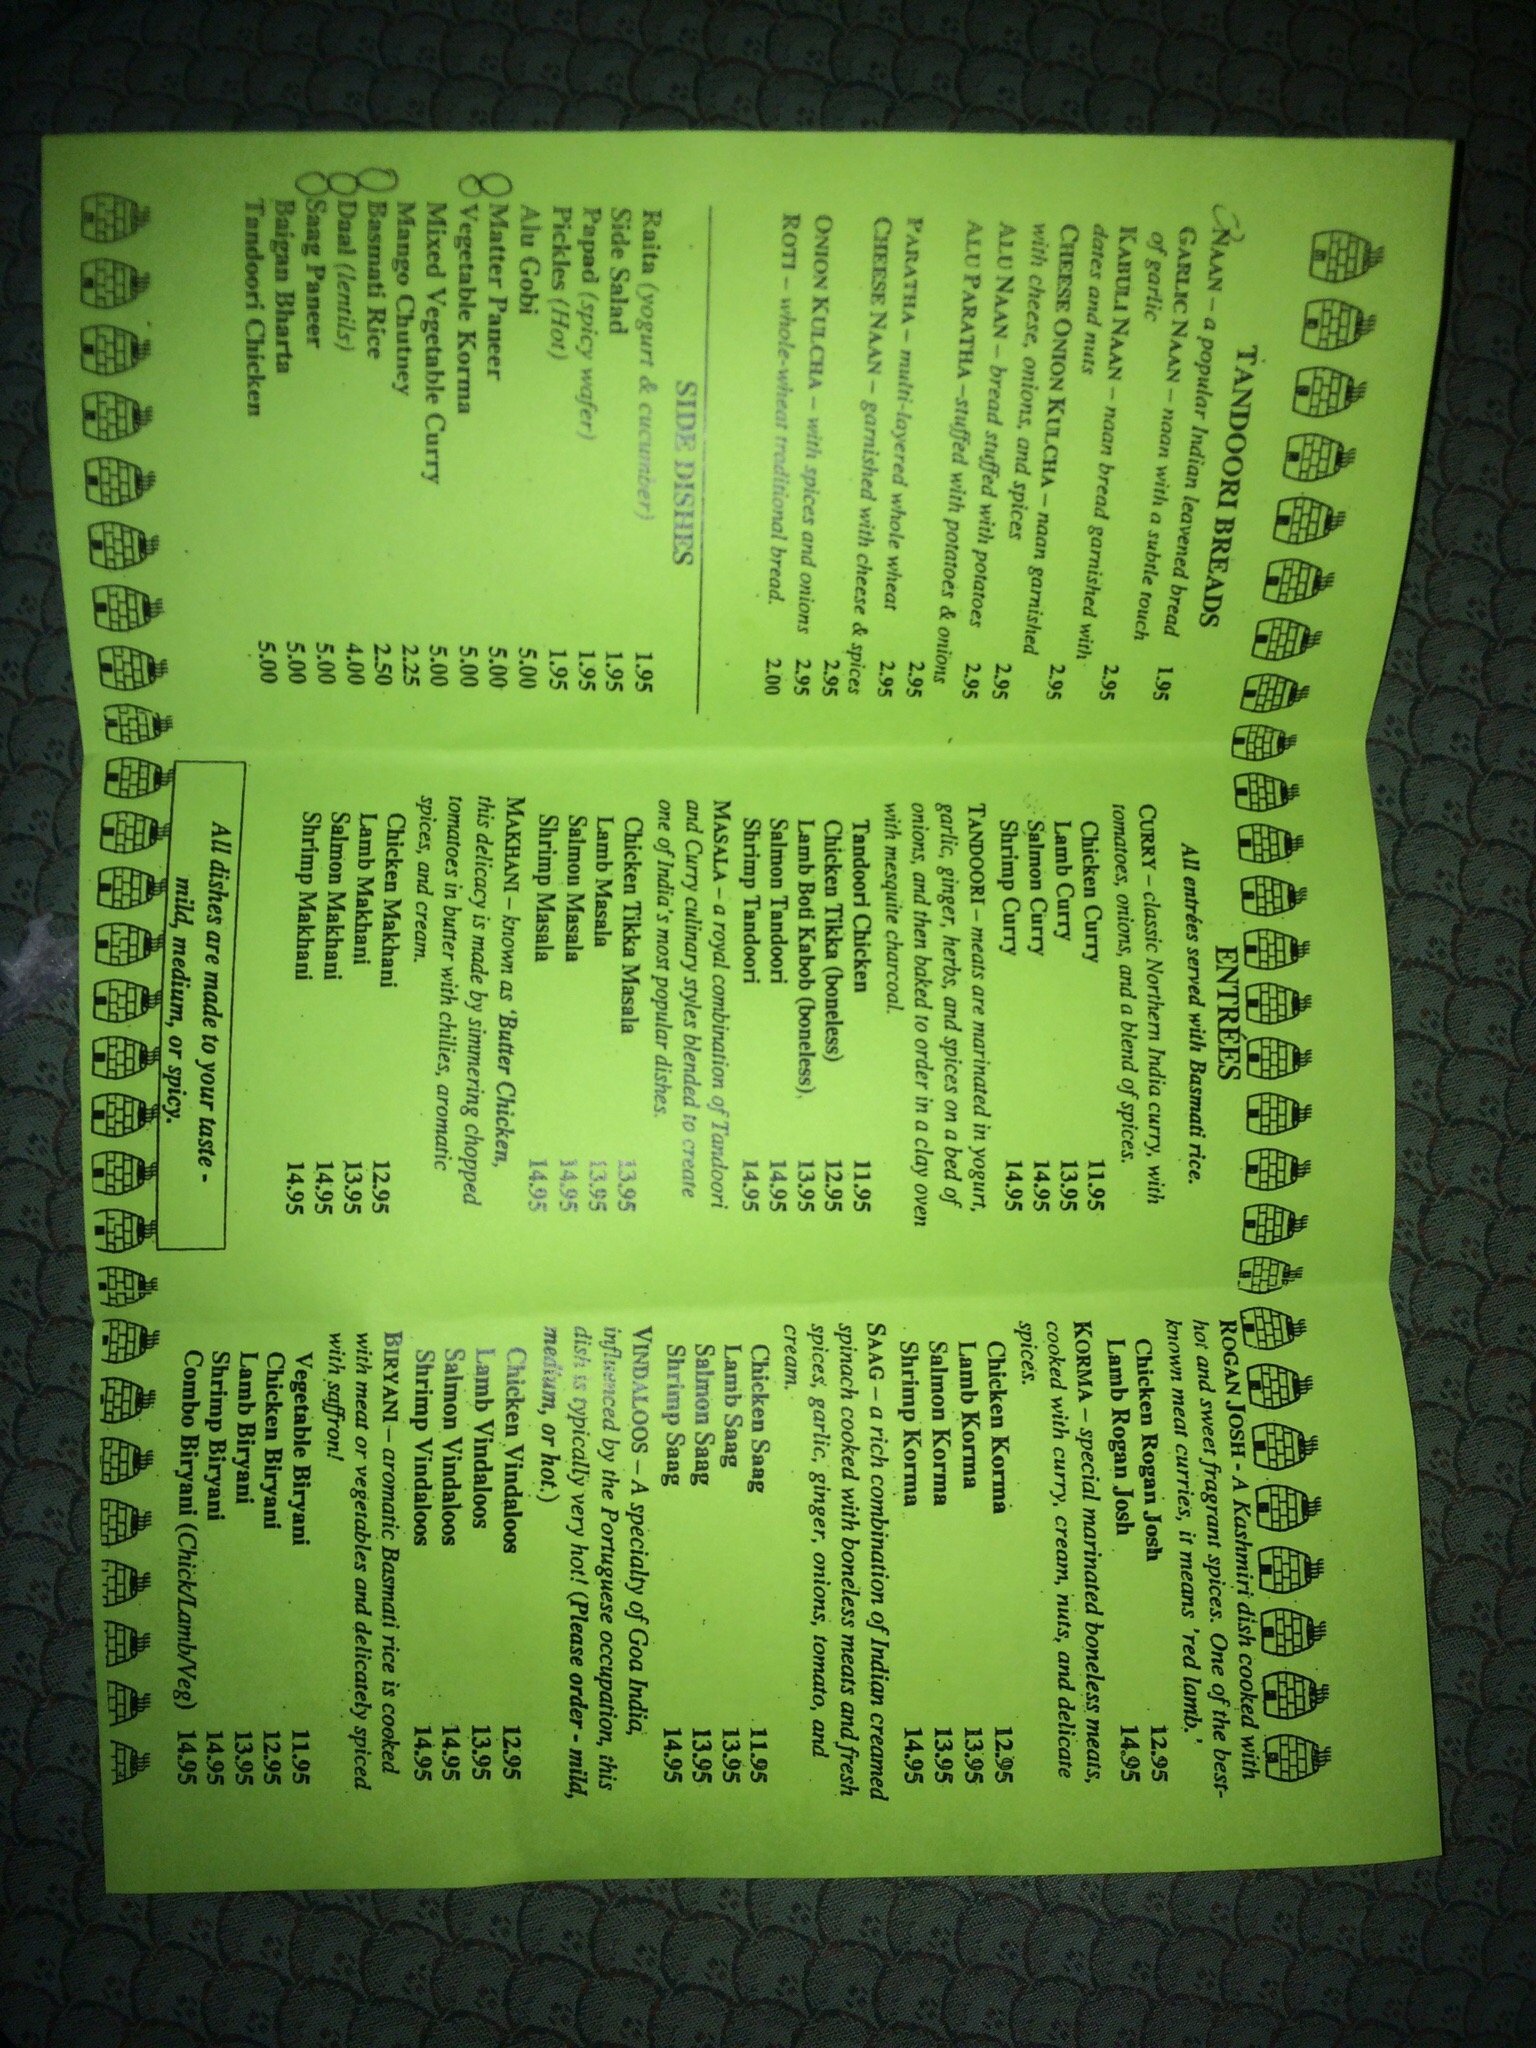 TANDOORI BREADS
NAAN – a popular Indian leavened bread 1.95
GARLIC NAAN – naan with a subtle touch
of garlic
KABULI NAAN – naan bread garnished with 2.95
dates and nuts
CHEESE ONION KULCHA – naan garnished 2.95
with cheese, onions, and spices
ALU NAAN – bread stuffed with potatoes 2.95
ALU PARATHA –stuffed with potatoes & onions 2.95
PARATHA – multi-layered whole wheat 2.95
CHEESE NAAN – garnished with cheese & spices 2.95
2.95
ONION KULCHA – with spices and onions 2.95
ROTI – whole-wheat traditional bread. 2.00
SIDE DISHES
Raita (yogurt & cucumber) 1.95
Side Salad 1.95
Papad (spicy wafer) 1.95
Pickles (Hot) 1.95
Alu Gobi 5.00
Matter Paneer 5.00
Vegetable Korma 5.00
Mixed Vegetable Curry 5.00
Mango Chutney 2.25
Basmati Rice 2.50
Daal (lentils) 4.00
Saag Paneer 5.00
Baigan Bharta 5.00
Tandoori Chicken 5.00
ENTRÉES
All entrées served with Basmati rice.
CURRY – classic Northern India curry, with
tomatoes, onions, and a blend of spices.
Chicken Curry 11.95
Lamb Curry 13.95
Salmon Curry 14.95
Shrimp Curry 14.95
TANDOORI – meats are marinated in yogurt,
garlic, ginger, herbs, and spices on a bed of
onions, and then baked to order in a clay oven
with mesquite charcoal.
Tandoori Chicken 11.95
Chicken Tikka (boneless) 12.95
Lamb Boti Kabob (boneless) 13.95
Salmon Tandoori 14.95
Shrimp Tandoori 14.95
MASALA – a royal combination of Tandoori
and Curry culinary styles blended to create
one of India's most popular dishes.
Chicken Tikka Masala 13.95
Lamb Masala 13.95
Salmon Masala 14.95
Shrimp Masala 14.95
MAKHANI – known as 'Butter Chicken,
this delicacy is made by simmering chopped
tomatoes in butter with chilies, aromatic
spices, and cream.
Chicken Makhani 12.95
Lamb Makhani 13.95
Salmon Makhani 14.95
Shrimp Makhani 14.95
All dishes are made to your taste -
mild, medium, or spicy.
ROGAN JOSH - A Kashmiri dish cooked with
hot and sweet fragrant spices. One of the best-
known meat curries, it means 'red lamb.'
Chicken Rogan Josh 12.95
Lamb Rogan Josh 14.95
KORMA – special marinated boneless meats,
cooked with curry, cream, nuts, and delicate
spices.
Chicken Korma 12.95
Lamb Korma 13.95
Salmon Korma 13.95
Shrimp Korma 14.95
SAAG – a rich combination of Indian creamed
spinach cooked with boneless meats and fresh
spices, garlic, ginger, onions, tomato, and
cream.
Chicken Saag 11.95
Lamb Saag 13.95
Salmon Saag 13.95
Shrimp Saag 14.95
VINDALOOS – A specialty of Goa India,
influenced by the Portuguese occupation, this
dish is typically very hot! (Please order - mild,
medium, or hot.)
Chicken Vindaloos 12.95
Lamb Vindaloos 13.95
Salmon Vindaloos 14.95
Shrimp Vindaloos 14.95
BIRYANI – aromatic Basmati rice is cooked
with meat or vegetables and delicately spiced
with saffron!
Vegetable Biryani 11.95
Chicken Biryani 12.95
Lamb Biryani 13.95
Shrimp Biryani 14.95
Combo Biryani (Chick/Lamb/Veg) 14.95